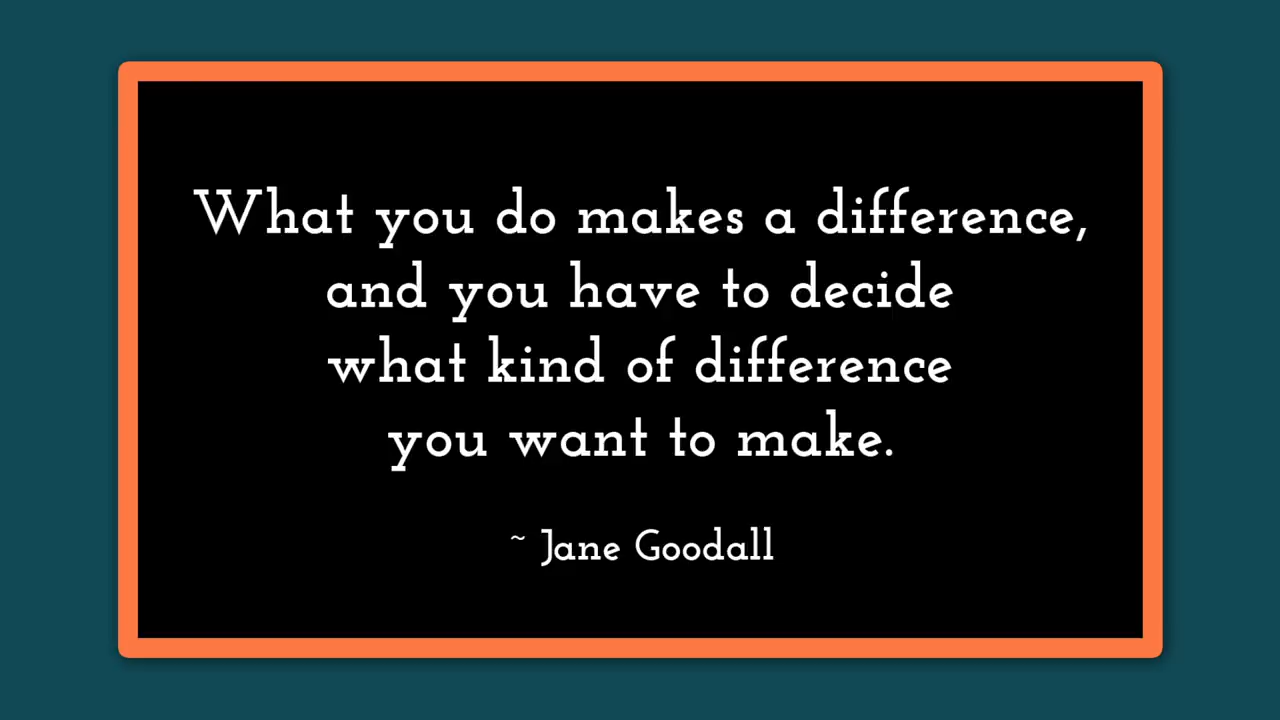 What you do makes a difference,
and you have to decide
what kind of difference
you want to make.
~ Jane Goodall